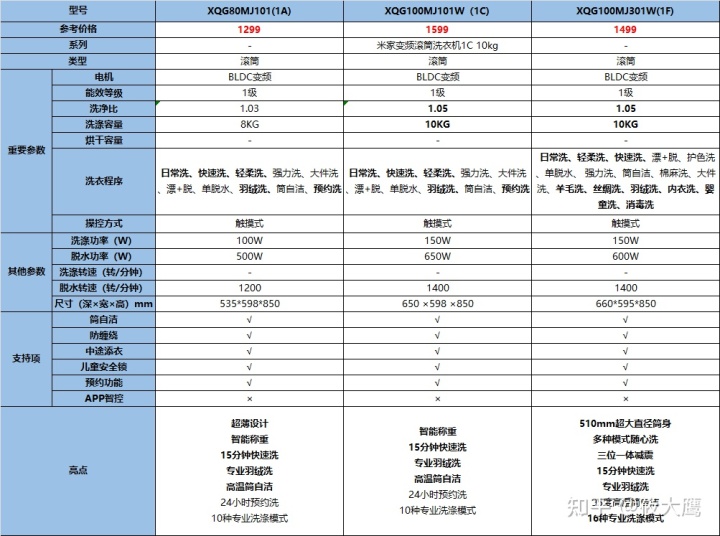 型号 XQG80MJ101(1A) XQG100MJ101W（1C） XQG100MJ301W(1F)
参考价格 1299 1599 1499
系列 - 米家变频滚筒洗衣机1C 10kg -
类型 滚筒 滚筒 滚筒
重要参数
电机 BLDC变频 BLDC变频 BLDC变频
能效等级 1级 1级 1级
洗净比 1.03 1.05 1.05
洗涤容量 8KG 10KG 10KG
烘干容量 - - -
洗衣程序
日常洗、快速洗、轻柔洗、强力洗、大件洗
、漂+脱、单脱水、羽绒洗、筒自洁、预约洗
日常洗、快速洗、轻柔洗、强力洗、大件洗
、漂+脱、单脱水、羽绒洗、筒自洁、预约洗
日常洗、轻柔洗、快速洗、漂+脱、护色洗
、单脱水、 强力洗、筒自洁、棉麻洗、大件
洗、羊毛洗、丝绸洗、羽绒洗、内衣洗、婴
童洗、消毒洗
操控方式 触摸式 触摸式 触摸式
其他参数
洗涤功率（W） 100W 150W 150W
脱水功率（W） 500W 650W 600W
洗涤转速（转/分钟） - - -
脱水转速（转/分钟） 1200 1400 1400
尺寸（深×宽×高）mm 535*598*850 650 ×598 ×850 660*595*850
支持项
筒自洁 √ √ √
防缠绕 √ √ √
中途添衣 √ √ √
儿童安全锁 √ √ √
预约功能 √ √ √
APP智控 × × ×
亮点
超薄设计
智能称重
15分钟快速洗
专业羽绒洗
高温筒自洁
24小时预约洗
10种专业洗涤模式
智能称重
15分钟快速洗
专业羽绒洗
高温筒自洁
24小时预约洗
10种专业洗涤模式
510mm超大直径筒身
多种模式随心洗
三位一体减震
15分钟快速洗
专业羽绒洗
16种专业洗涤模式
知乎 @极大鹰